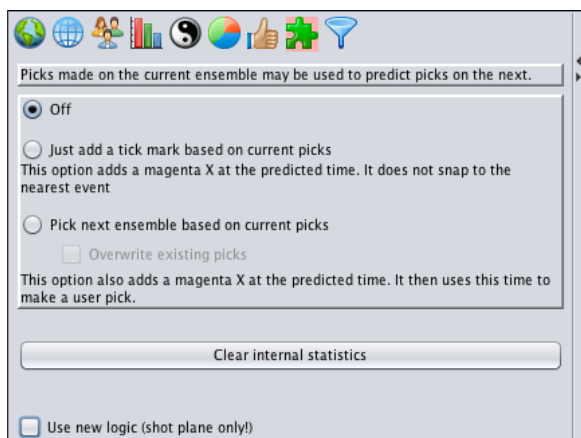 Picks made on the current ensemble may be used to predict picks on the next.
Off
Just add a tick mark based on current picks
This option adds a magenta X at the predicted time. It does not snap to the
nearest event
Pick next ensemble based on current picks
Overwrite existing picks
This option also adds a magenta X at the predicted time. It then uses this time to
make a user pick.
Clear internal statistics
Use new logic (shot plane only!)